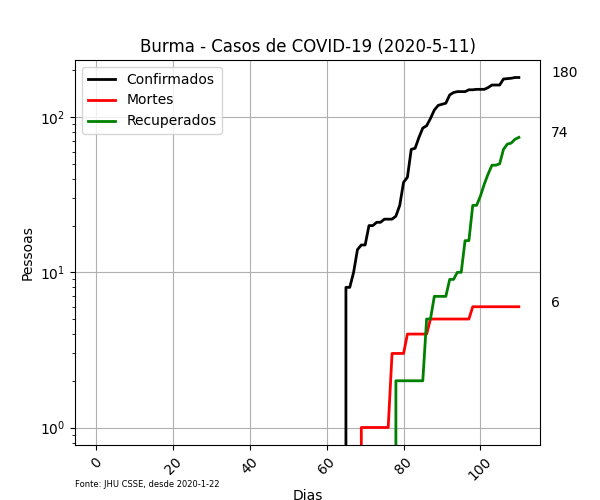 Burma - Casos de COVID-19 (2020-5-11)
Confirmados
Mortes
Recuperados
180
74
6
10²
10¹
10⁰
Pessoas
0 20 40 60 80 100
Fonte: JHU CSSE, desde 2020-1-22
Dias